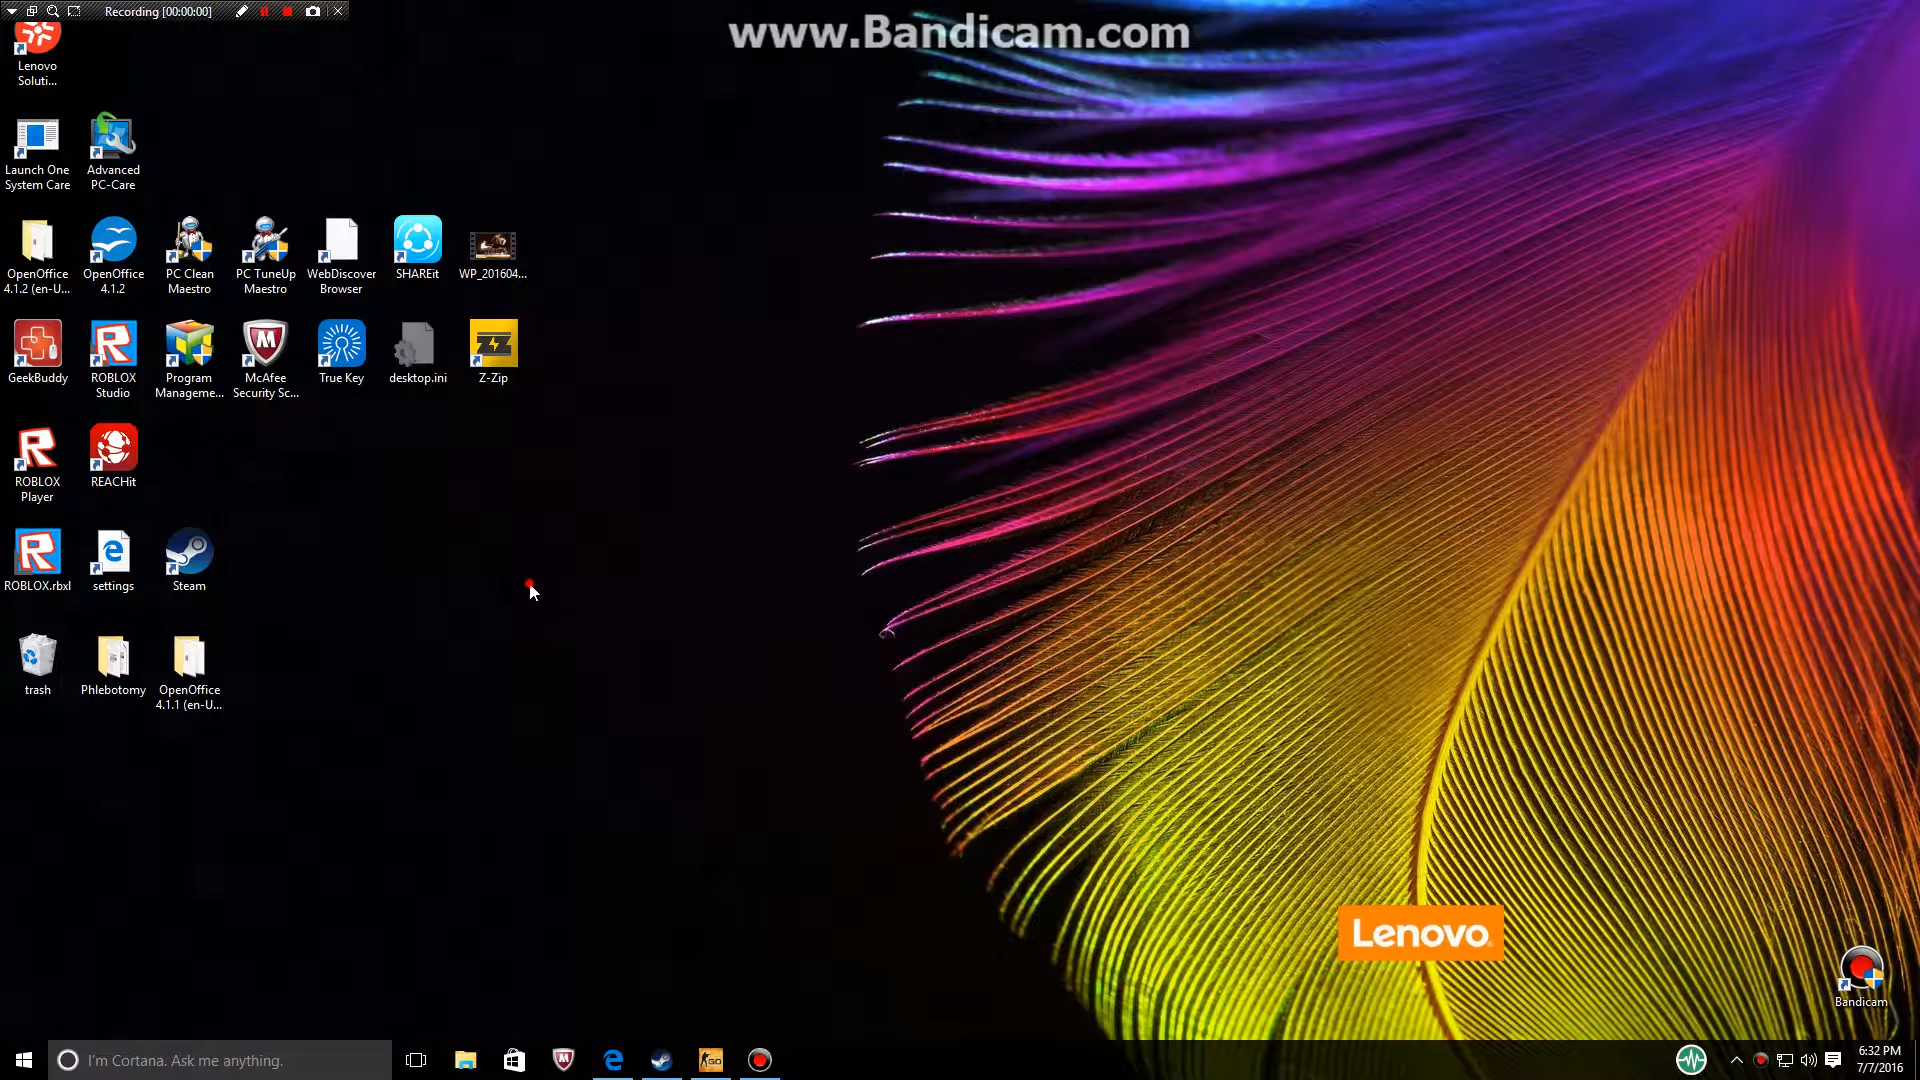 Recording [00:00:00]
www.Bandicam.com
Lenovo
Soluti...
Launch One
System Care
Advanced
PC-Care
OpenOffice
4.1.2 (en-U...
OpenOffice
4.1.2
PC Clean
Maestro
PC TuneUp
Maestro
WebDiscover
Browser
SHAREit
WP_201604...
GeekBuddy
ROBLOX
Studio
Program
Manageme...
McAfee
Security Sc...
True Key
desktop.ini
Z-Zip
ROBLOX
Player
REACHit
ROBLOX.rbxl
settings
Steam
trash
Phlebotomy
OpenOffice
4.1.1 (en-U...
Lenovo
Bandicam
I'm Cortana. Ask me anything.
GO
6:32 PM
7/7/2016